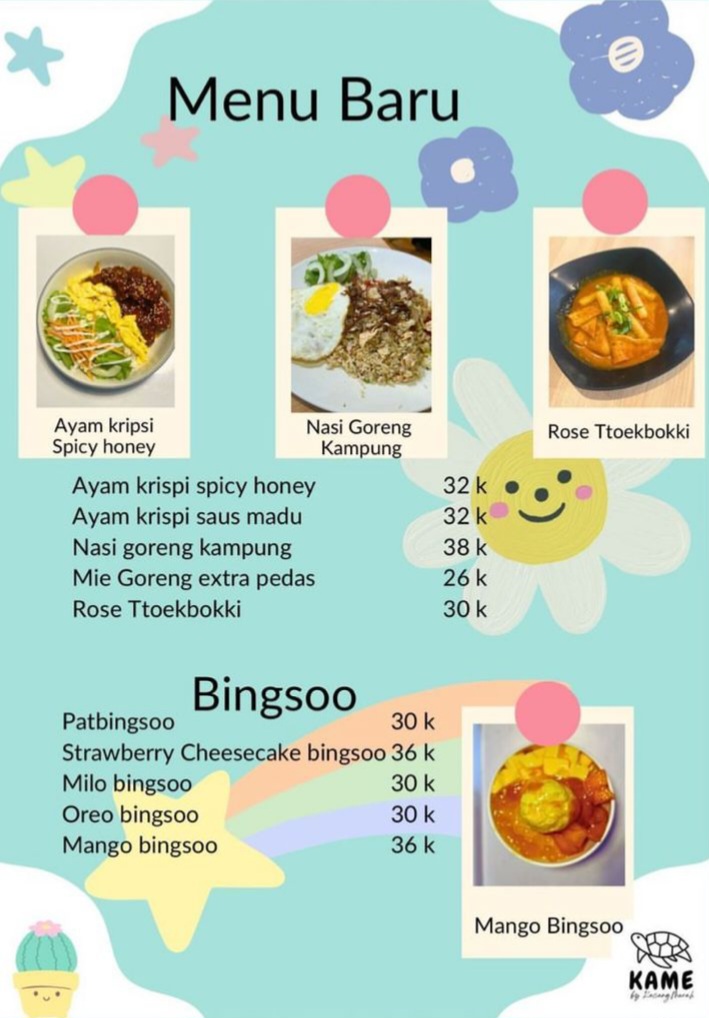 Menu Baru
Ayam kripsi
Spicy honey
Nasi Goreng
Kampung
Rose Ttoekbokki
Ayam krispi spicy honey 32 k
Ayam krispi saus madu 32 k
Nasi goreng kampung 38 k
Mie Goreng extra pedas 26 k
Rose Ttoekbokki 30 k
Bingsoo
Patbingsoo 30 k
Strawberry Cheesecake bingsoo 36 k
Milo bingsoo 30 k
Oreo bingsoo 30 k
Mango bingsoo 36 k
Mango Bingsoo
KAME
by